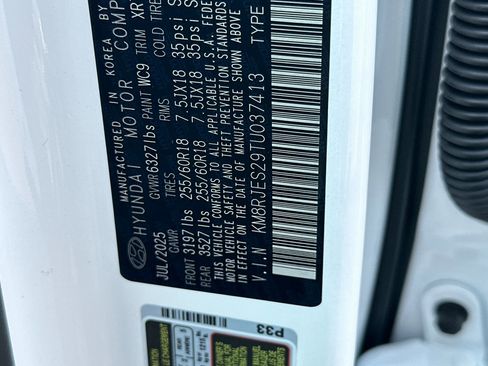 MANUFACTURED IN KOREA BY
HYUNDAI MOTOR COMP
JUL/2025 GVWR 6327 lbs PAINT WC9 TRIM XR
GAWR TIRES RIMS COLD TIRE
FRONT 3197 lbs 255/60R18 7.5JX18 35psi
REAR 3527 lbs 255/60R18 7.5JX18 35psi
THIS VEHICLE CONFORMS TO ALL APPLICABLE U.S.A. FEDE
MOTOR VEHICLE SAFETY, BUMPER, AND THEFT PREVENTION STANDARDS
EFFECT ON THE DATE OF MANUFACTURE SHOWN ABOVE.
V.I.N KM8RJES29TU037413 TYPE
P33